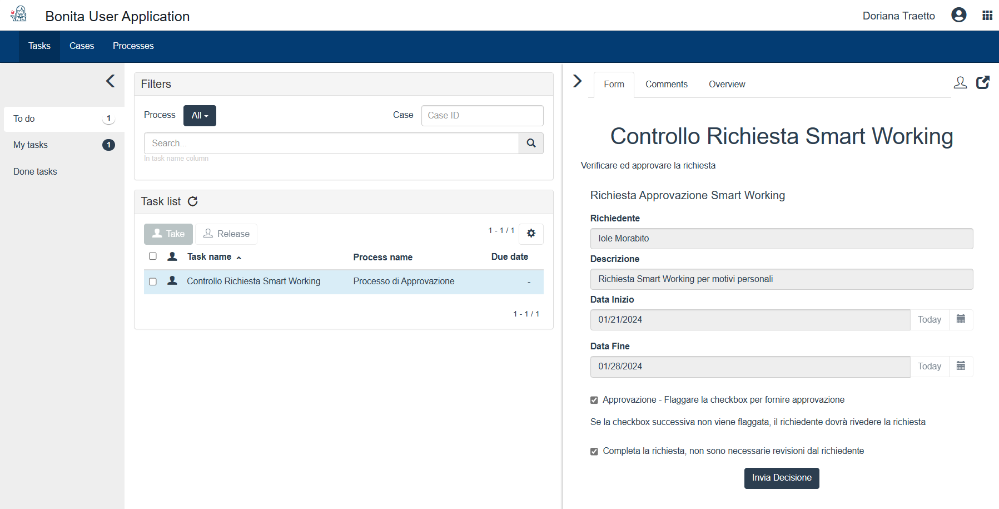 Bonita User Application
Doriana Traetto
Tasks
Cases
Processes
To do
1
My tasks
1
Done tasks
Filters
Process
All
Case
Case ID
Search...
In task name column
Task list
Take
Release
1 - 1 / 1
Task name
Process name
Due date
Controllo Richiesta Smart Working
Processo di Approvazione
-
1 - 1 / 1
Form
Comments
Overview
Controllo Richiesta Smart Working
Verificare ed approvare la richiesta
Richiesta Approvazione Smart Working
Richiedente
Iole Morabito
Descrizione
Richiesta Smart Working per motivi personali
Data Inizio
01/21/2024
Today
Data Fine
01/28/2024
Today
Approvazione - Flaggare la checkbox per fornire approvazione
Se la checkbox successiva non viene flaggata, il richiedente dovrà rivedere la richiesta
Completa la richiesta, non sono necessarie revisioni dal richiedente
Invia Decisione